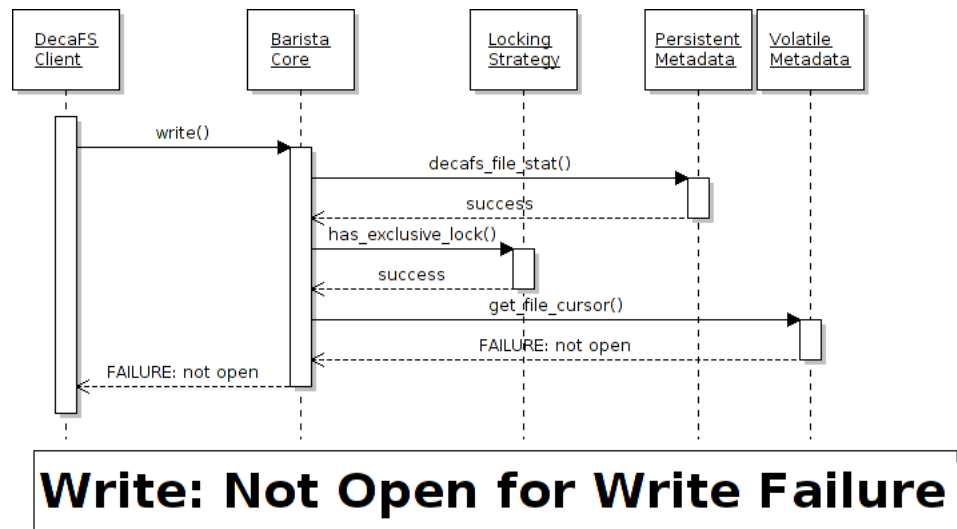 DecaFS
Client
Barista
Core
Locking
Strategy
Persistent
Metadata
Volatile
Metadata
write()
decafs_file_stat()
success
has_exclusive_lock()
success
get_file_cursor()
FAILURE: not open
FAILURE: not open
Write: Not Open for Write Failure